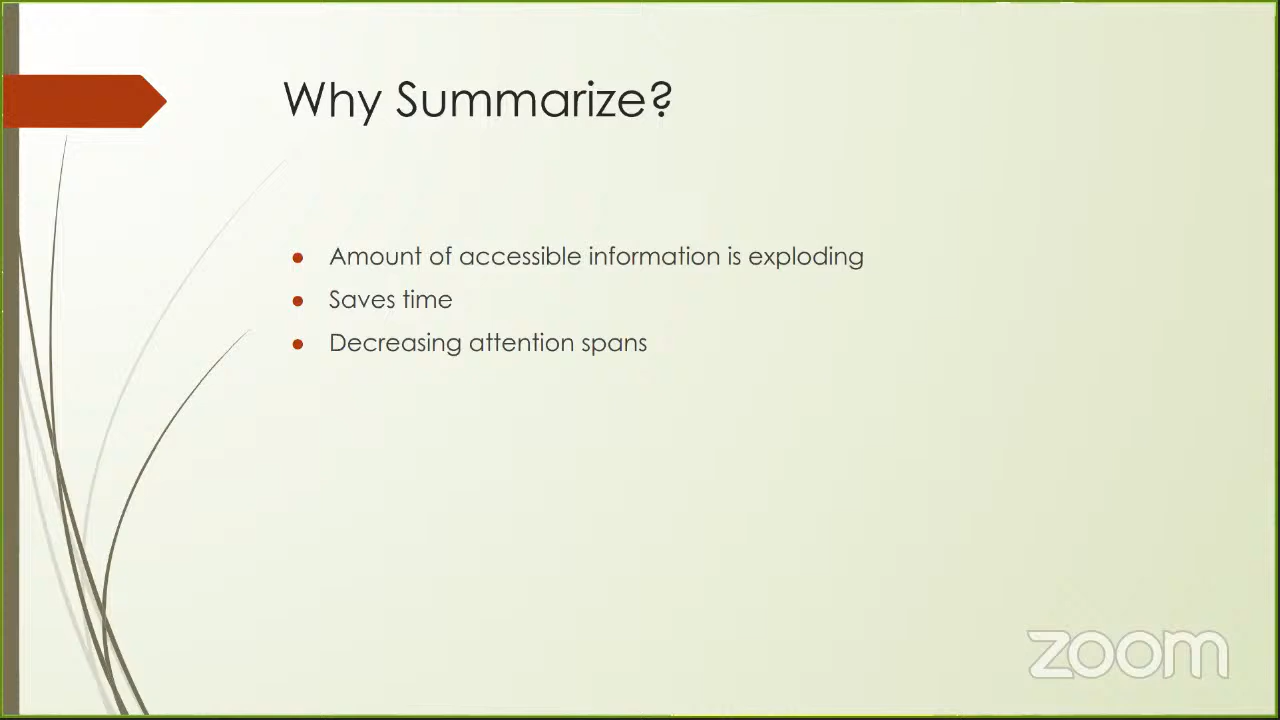 Why Summarize?
Amount of accessible information is exploding
Saves time
Decreasing attention spans
zoom